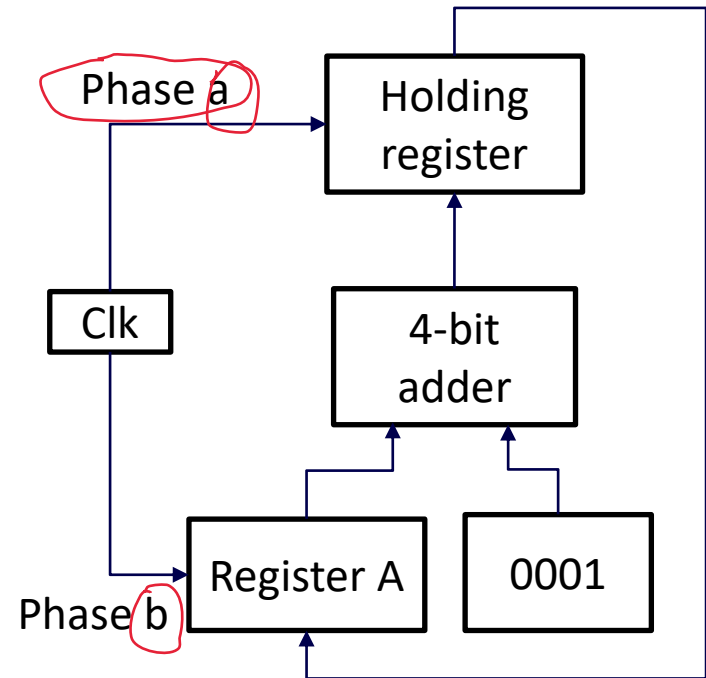 Phase a
Holding
register
Clk
4-bit
adder
Register A
0001
Phase b